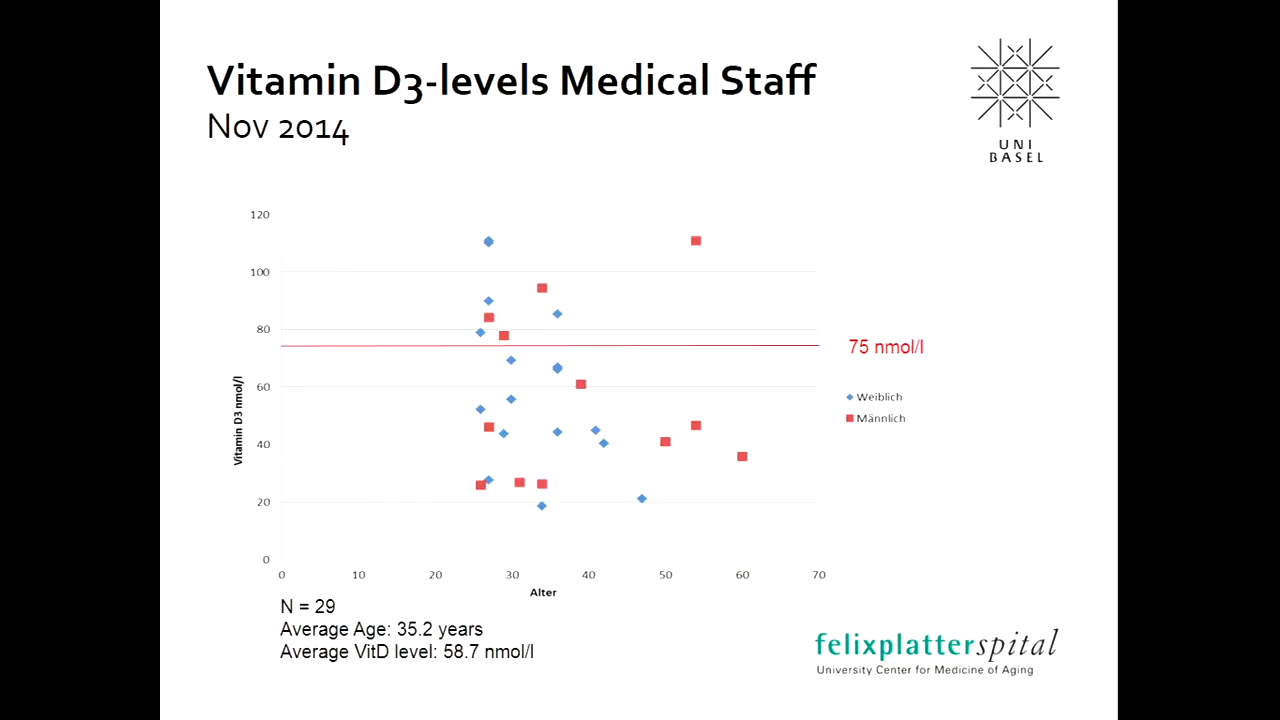 Vitamin D3-levels Medical Staff
Nov 2014
UNI
BASEL
120
100
80
60
40
20
0
Vitamin D3 nmol/l
0 10 20 30 40 50 60 70
Alter
75 nmol/l
Weiblich
Männlich
N = 29
Average Age: 35.2 years
Average VitD level: 58.7 nmol/l
felixplatterspital
University Center for Medicine of Aging